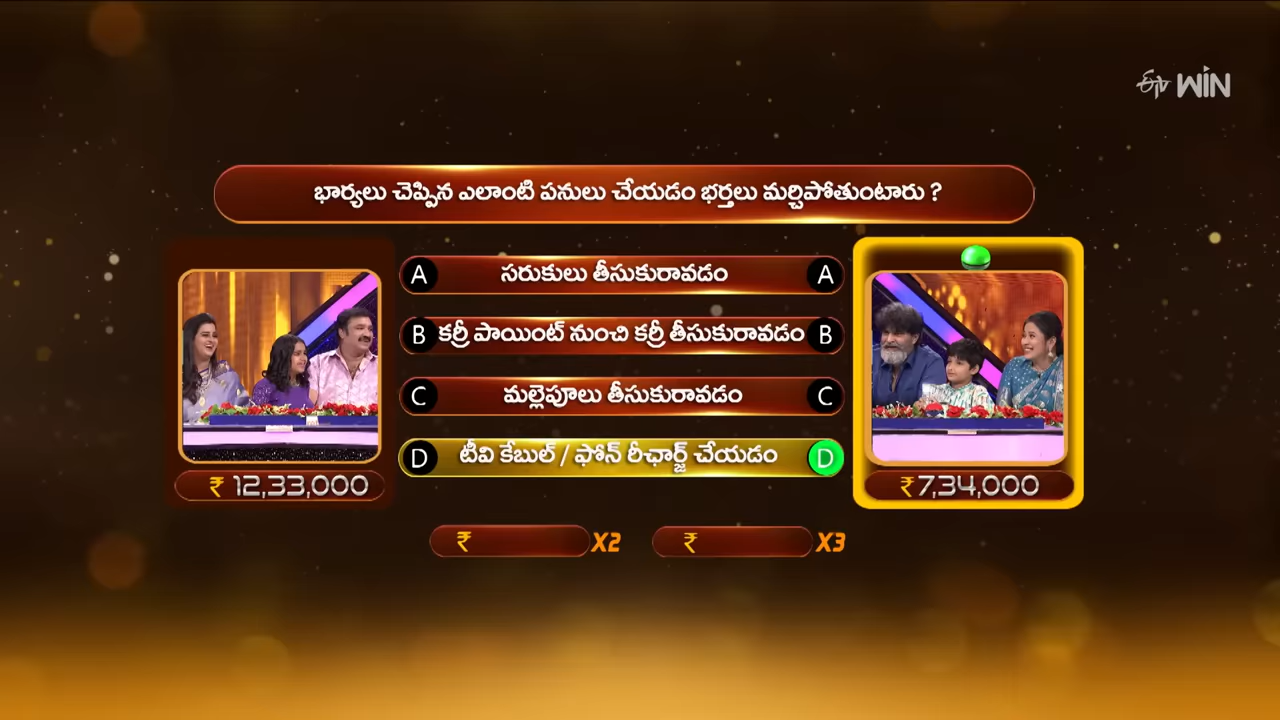 ఈtv WIN
భార్యలు చెప్పిన ఎలాంటి పనులు చేయడం భర్తలు మర్చిపోతుంటారు ?
A సరుకులు తీసుకురావడం A
B కర్రీ పాయింట్ నుంచి కర్రీ తీసుకురావడం B
C మల్లెపూలు తీసుకురావడం C
D టీవి కేబుల్ / ఫోన్ రీఛార్జ్ చేయడం D
₹ 12,33,000
₹7,34,000
₹ X2
₹ X3